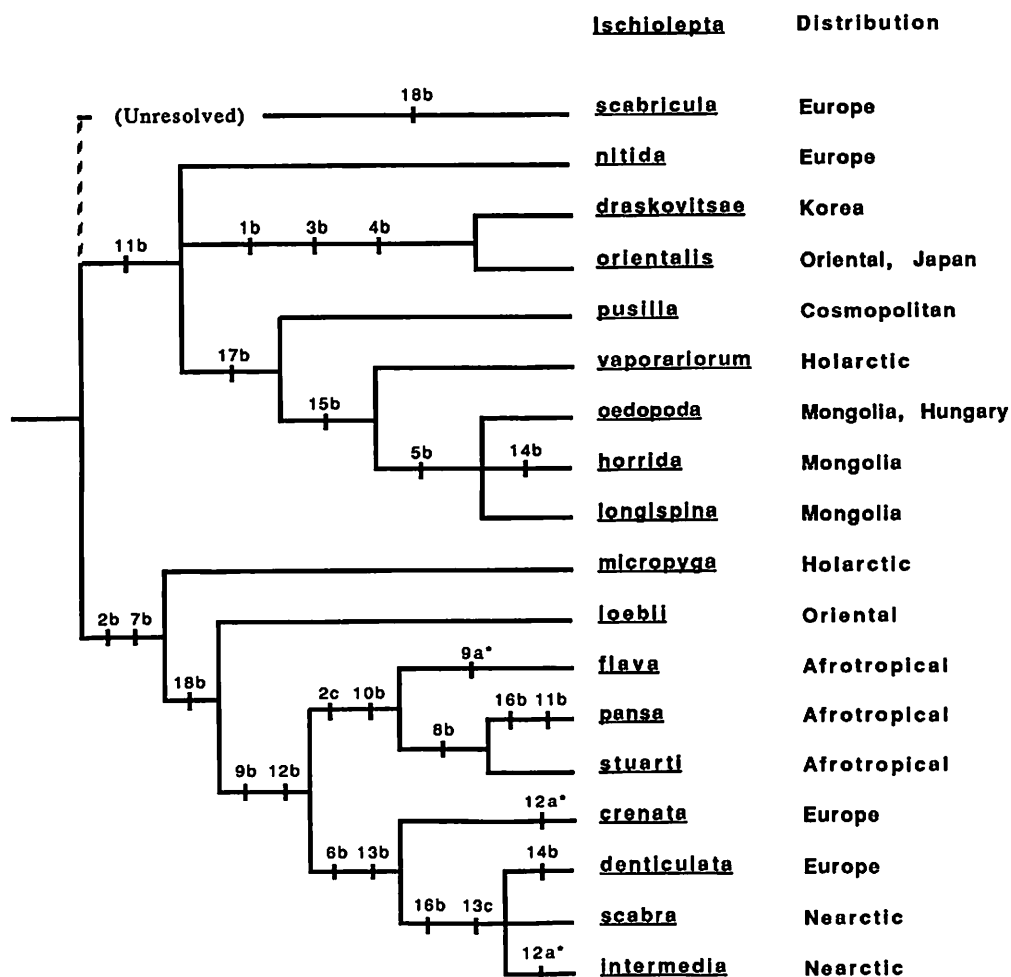 Ischiolepta Distribution
18b
(Unresolved) scabricula Europe
nitida Europe
draskovitsae Korea
1b 3b 4b
11b
orientalis Oriental, Japan
pusilla Cosmopolitan
17b
vaporariorum Holarctic
15b
oedopoda Mongolia, Hungary
5b 14b
horrida Mongolia
longispina Mongolia
micropyga Holarctic
2b 7b
loebli Oriental
9a*
flava Afrotropical
18b 2c 10b
16b 11b
pansa Afrotropical
8b
stuarti Afrotropical
9b 12b
12a*
crenata Europe
6b 13b 14b
denticulata Europe
16b 13c
scabra Nearctic
12a*
intermedia Nearctic